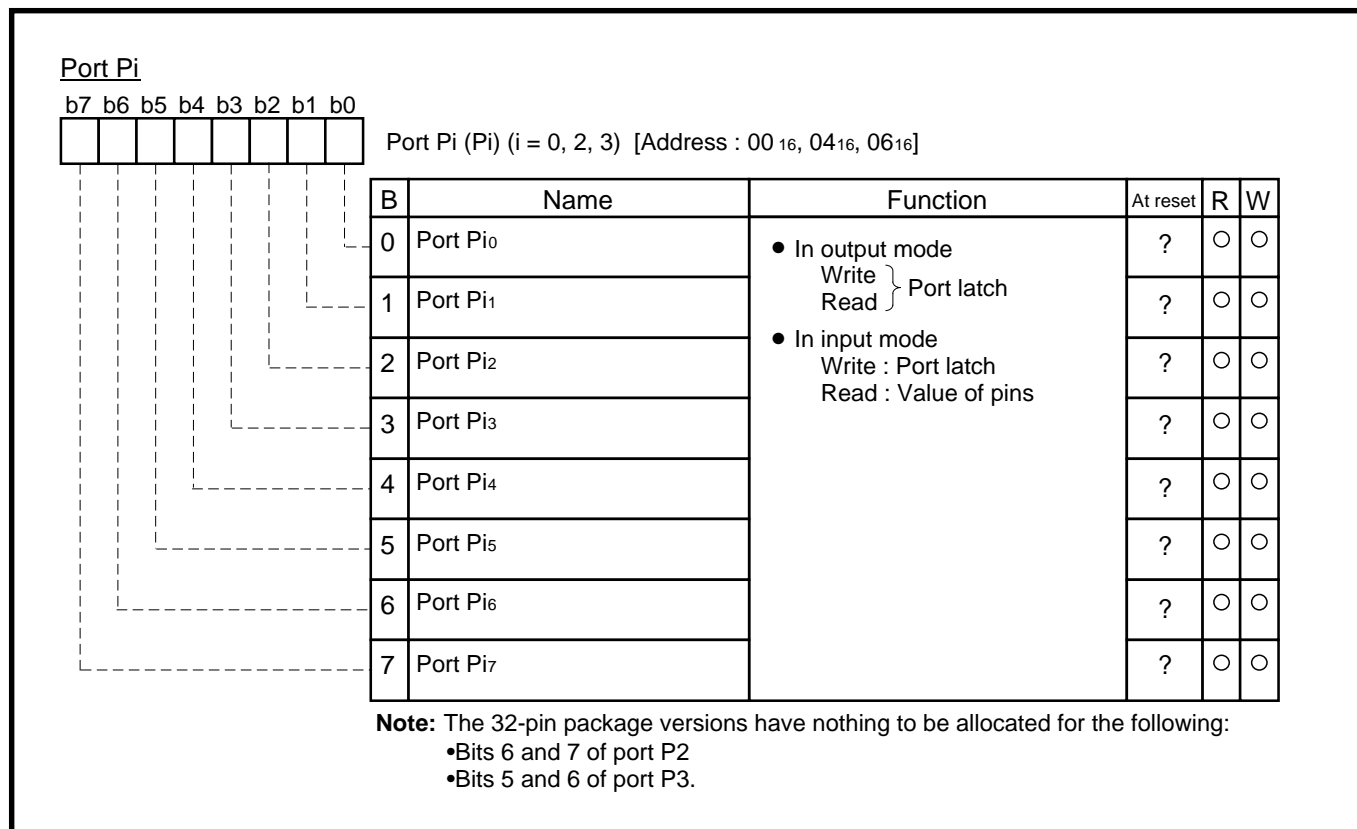 Port Pi
b7 b6 b5 b4 b3 b2 b1 b0
Port Pi (Pi) (i = 0, 2, 3) [Address : 00 16, 0416, 0616]
B Name Function At reset R W
0 Port Pi0 ? ○ ○
● In output mode
Write
Read } Port latch
1 Port Pi1 ? ○ ○
● In input mode
Write : Port latch
Read : Value of pins
2 Port Pi2 ? ○ ○
3 Port Pi3 ? ○ ○
4 Port Pi4 ? ○ ○
5 Port Pi5 ? ○ ○
6 Port Pi6 ? ○ ○
7 Port Pi7 ? ○ ○
Note: The 32-pin package versions have nothing to be allocated for the following:
•Bits 6 and 7 of port P2
•Bits 5 and 6 of port P3.